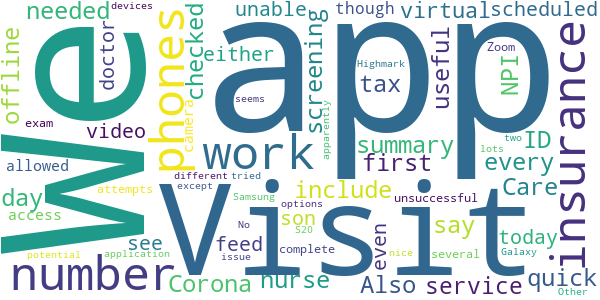 We
app
Visit
phones
work
number
insurance
offline
needed
doctor
devices
checked
unable
either
screening
though
virtual
scheduled
useful
Zoom
Highmark
tax
NPI
seems
camera
exam
video
allowed
summary
ID
first
every
day
access
attempts
different
tried
Samsung
include
unsuccessful
Care
son
options
S20
say
today
see
feed
except
No
issue
complete
even
several
Galaxy
potential
application
Corona
nurse
Also
service
quick
nice
Other
apparently
lots
two